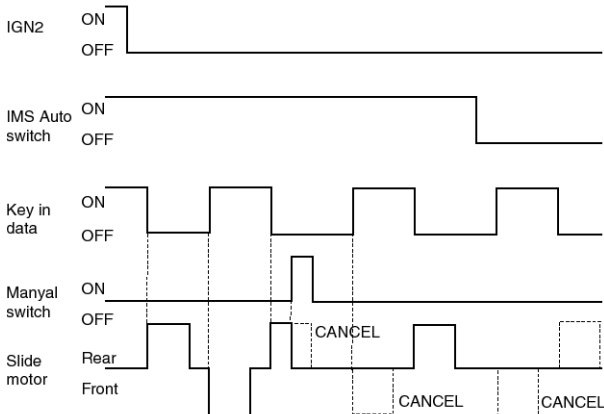 IGN2
ON
OFF
IMS Auto
switch
ON
OFF
Key in
data
ON
OFF
Manyal
switch
ON
OFF
CANCEL
Slide
motor
Rear
Front
CANCEL
CANCEL